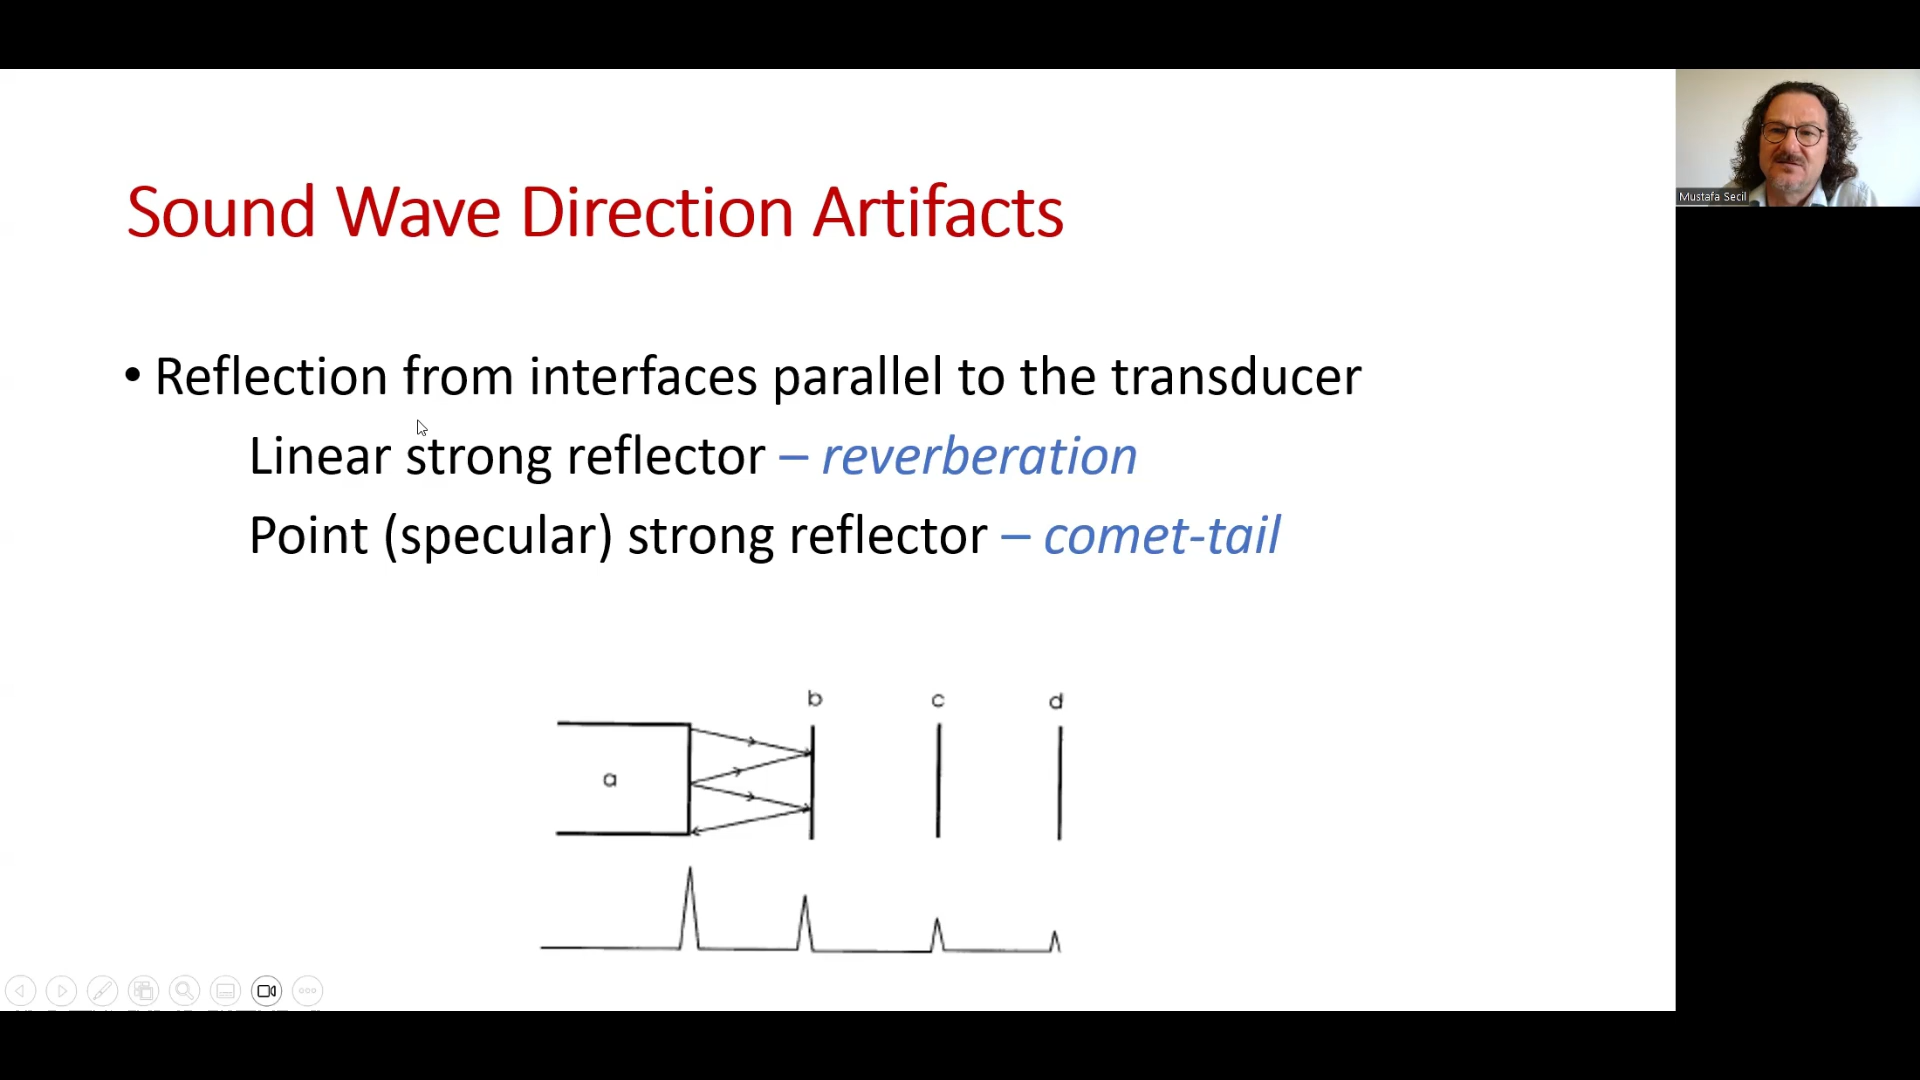 Sound Wave Direction Artifacts
• Reflection from interfaces parallel to the transducer
Linear strong reflector – reverberation
Point (specular) strong reflector – comet-tail
b c d
a
Mustafa Secil